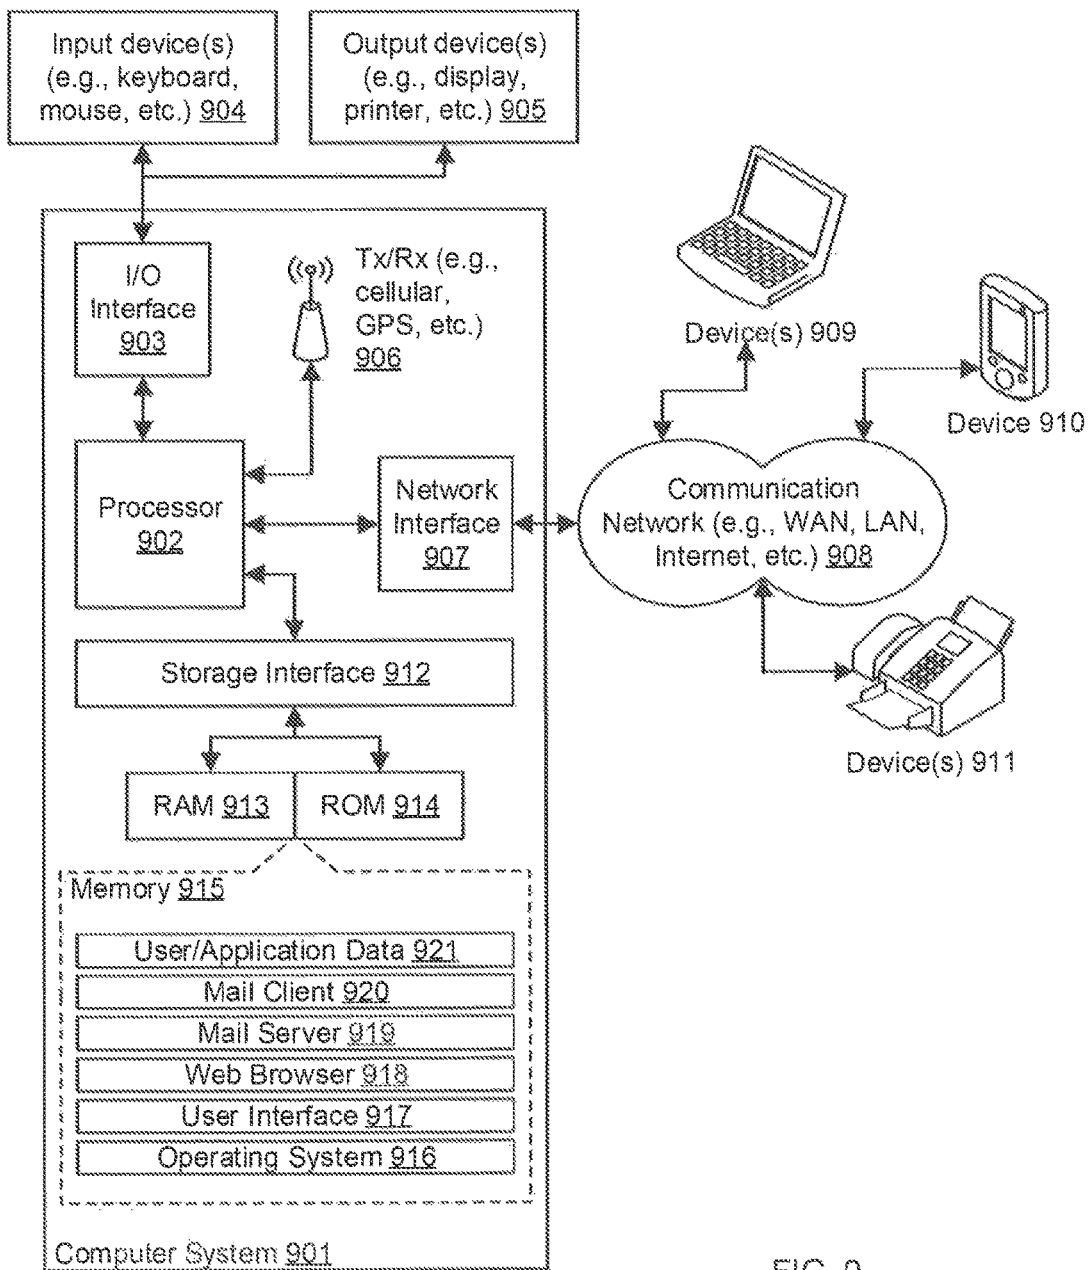 Input device(s)
(e.g., keyboard,
mouse, etc.) 904
Output device(s)
(e.g., display,
printer, etc.) 905
I/O
Interface
903
Tx/Rx (e.g.,
cellular,
GPS, etc.)
906
Device(s) 909
Device 910
Processor
902
Network
Interface
907
Communication
Network (e.g., WAN, LAN,
Internet, etc.) 908
Storage Interface 912
Device(s) 911
RAM 913
ROM 914
Memory 915
User/Application Data 921
Mail Client 920
Mail Server 919
Web Browser 918
User Interface 917
Operating System 916
Computer System 901
FIG. 9